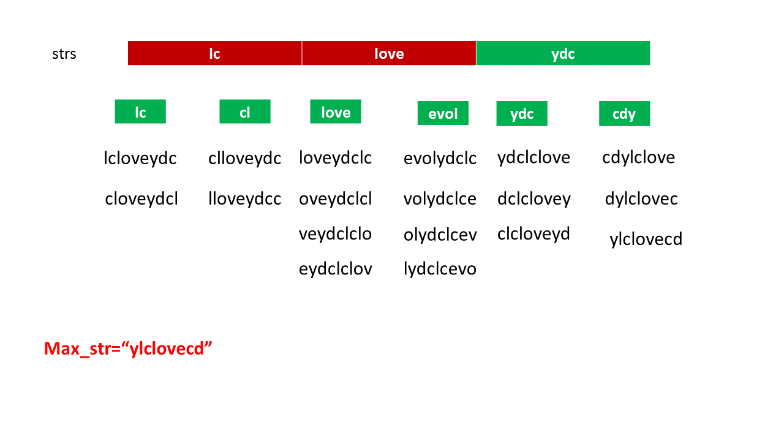 strs lc love ydc
lc cl love evol ydc cdy
lcloveydc clloveydc loveydclc evolydclc ydclclove cdylclove
cloveydcl lloveydcc oveydclcl volydclce dclclovey dylclovec
veydclclo olydclcev clcloveyd ylclovecd
eydclclov lydclcevo
Max_str=“ylclovecd”